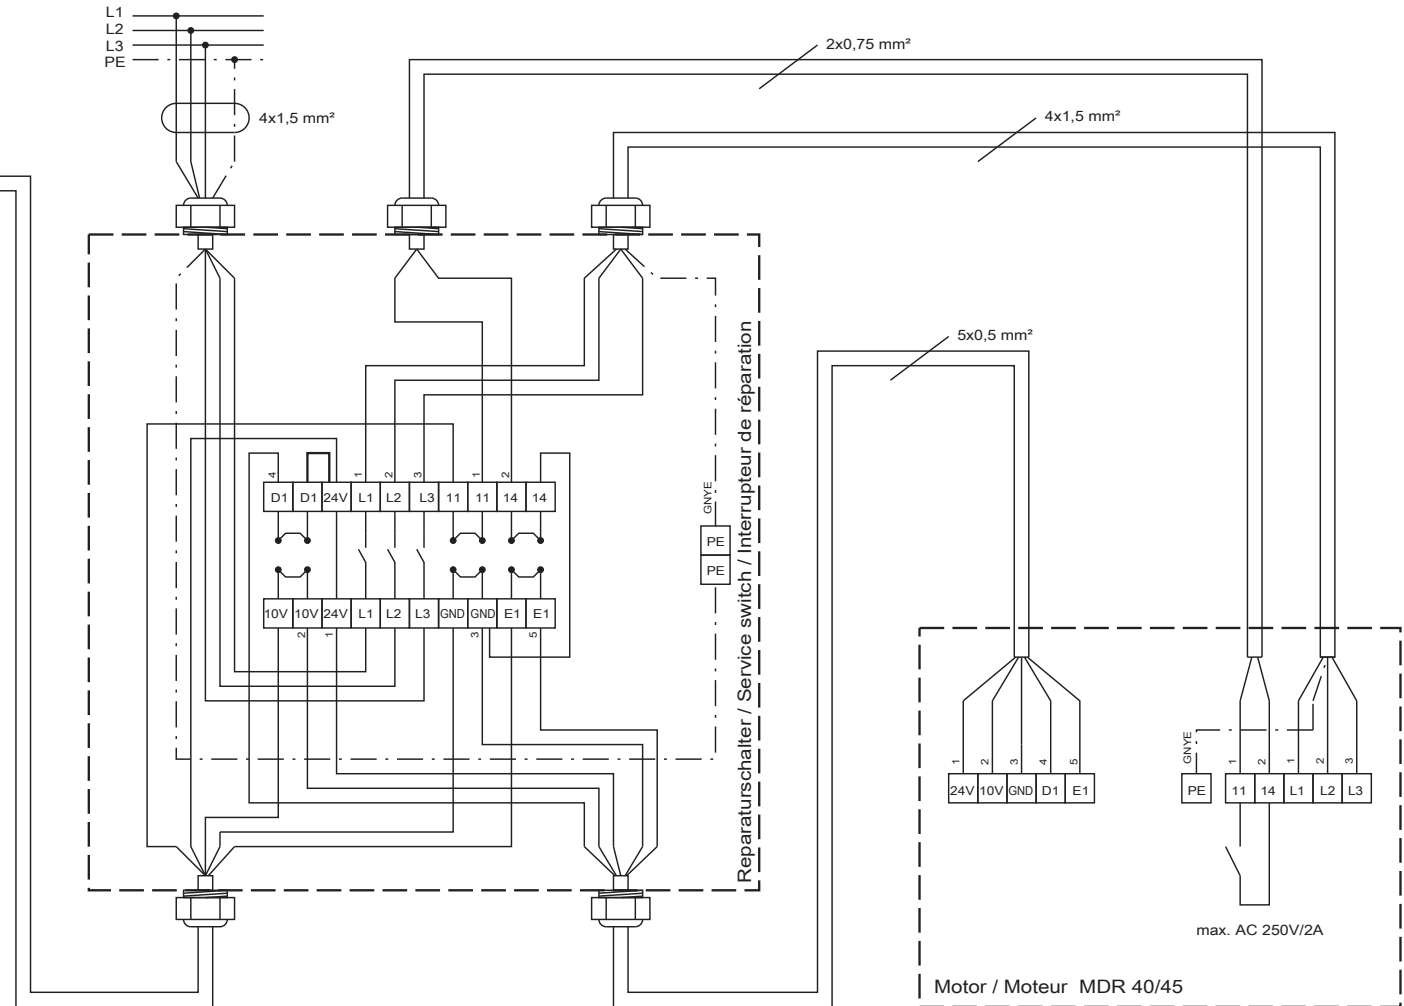 L1
L2
L3
PE
4x1,5 mm²
2x0,75 mm²
4x1,5 mm²
5x0,5 mm²
Reparaturschalter / Service switch / Interrupteur de réparation
4 1 2 3 1 2
D1 D1 24V L1 L2 L3 11 11 14 14
10V 10V 24V L1 L2 L3 GND GND E1 E1
2 1 3 5
GNYE
PE
PE
1 2 3 4 5
24V 10V GND D1 E1
GNYE
1 2 1 2 3
PE 11 14 L1 L2 L3
max. AC 250V/2A
Motor / Moteur MDR 40/45